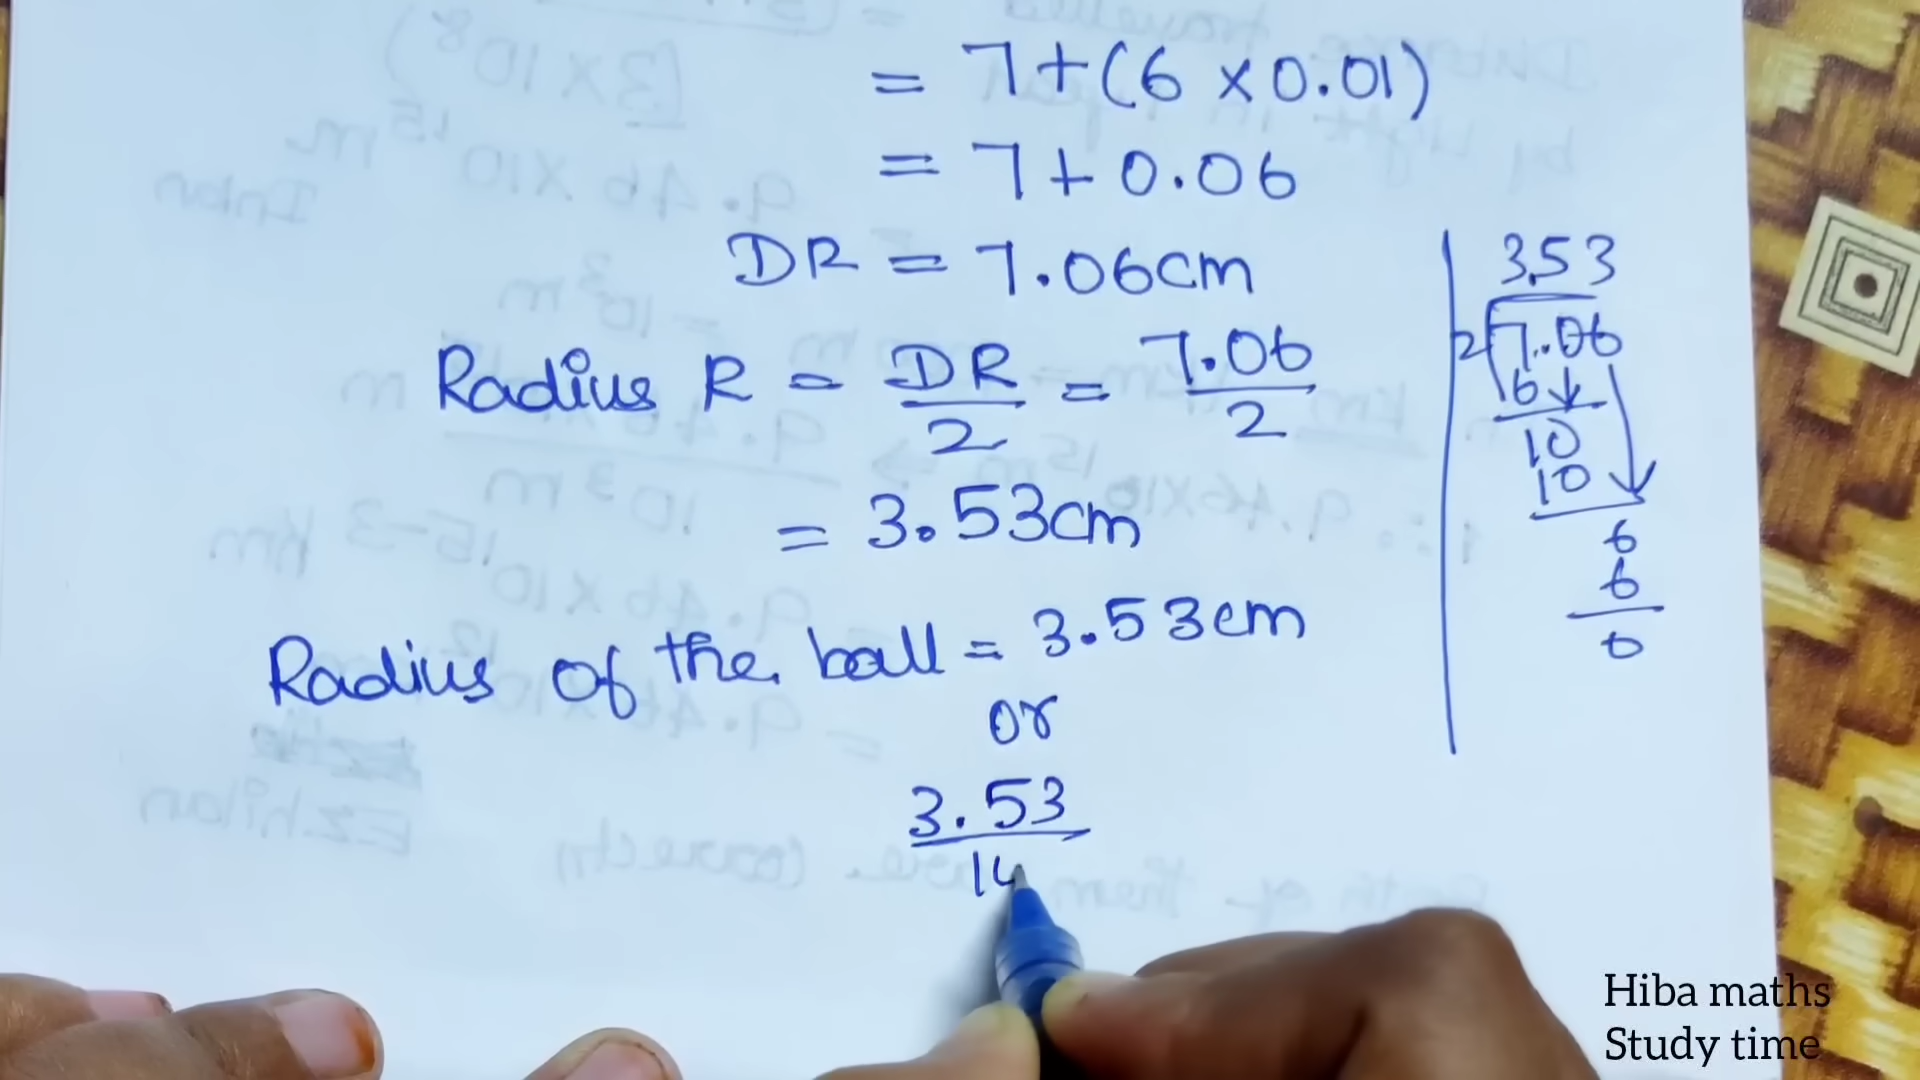 = 7+(6 ×0.01)
= 7+0.06
DR = 7.06cm
Radius R = DR/2 = 7.06/2
= 3.53cm
Radius of the ball = 3.53cm
or
3.53
14
3.53
2 7.06
6
10
10
6
6
0
Hiba maths
Study time